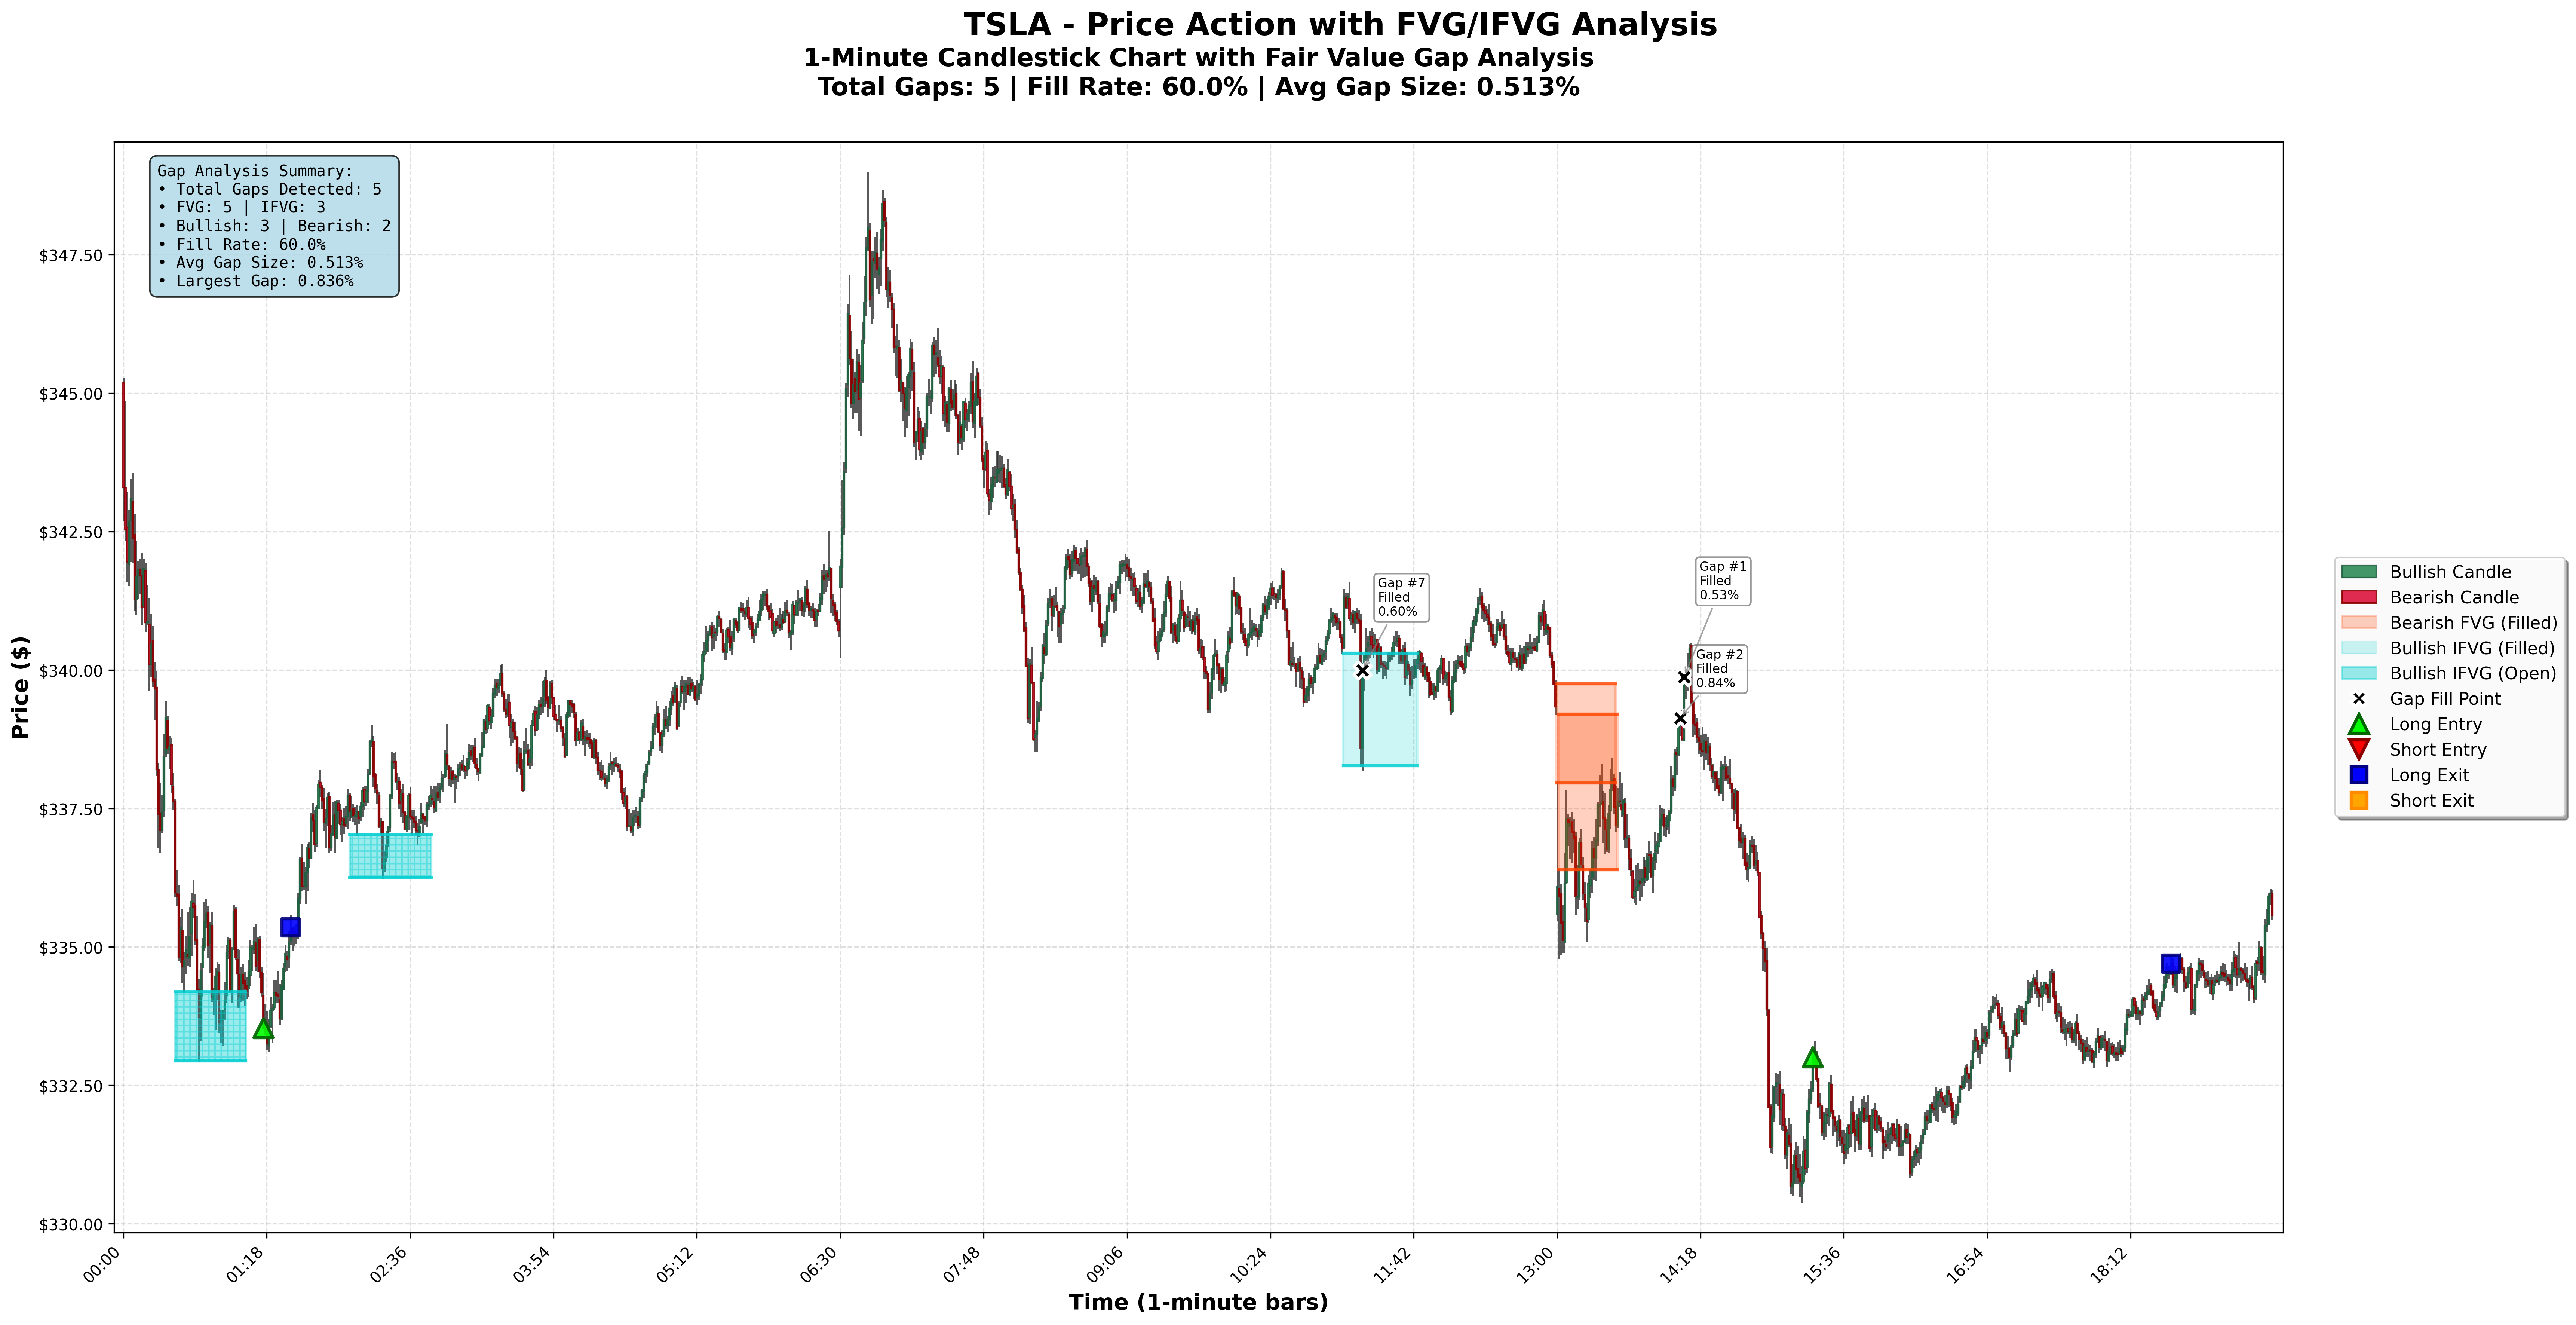 TSLA - Price Action with FVG/IFVG Analysis
1-Minute Candlestick Chart with Fair Value Gap Analysis
Total Gaps: 5 | Fill Rate: 60.0% | Avg Gap Size: 0.513%
Gap Analysis Summary:
• Total Gaps Detected: 5
• FVG: 5 | IFVG: 3
• Bullish: 3 | Bearish: 2
• Fill Rate: 60.0%
• Avg Gap Size: 0.513%
• Largest Gap: 0.836%
Price ($)
$347.50
$345.00
$342.50
$340.00
$337.50
$335.00
$332.50
$330.00
Gap #7
Filled
0.60%
Gap #1
Filled
0.53%
Gap #2
Filled
0.84%
Bullish Candle
Bearish Candle
Bearish FVG (Filled)
Bullish IFVG (Filled)
Bullish IFVG (Open)
Gap Fill Point
Long Entry
Short Entry
Long Exit
Short Exit
00:00
01:18
02:36
03:54
05:12
06:30
07:48
09:06
10:24
11:42
13:00
14:18
15:36
16:54
18:12
Time (1-minute bars)